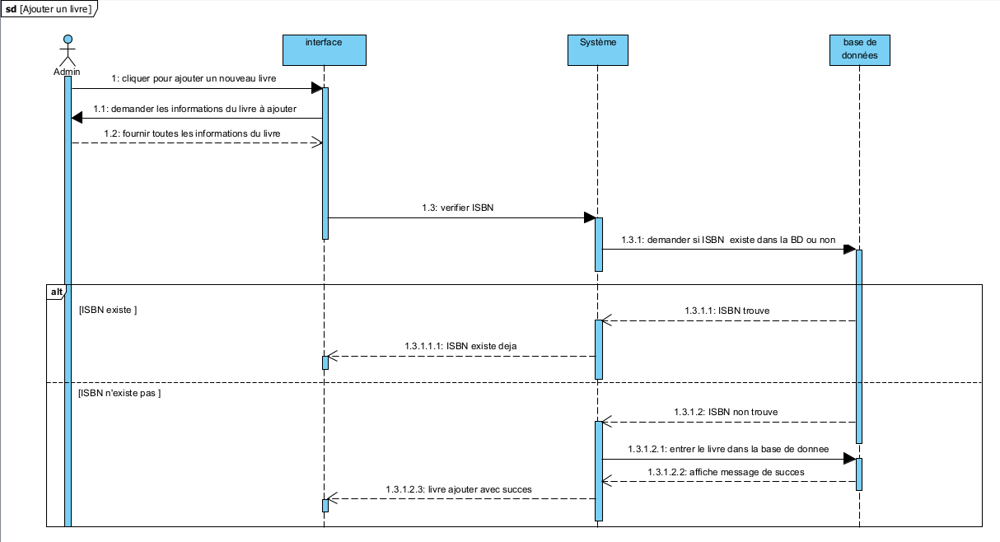 sd [Ajouter un livre]
interface
Système
base de
données
Admin
1: cliquer pour ajouter un nouveau livre
1.1: demander les informations du livre à ajouter
1.2: fournir toutes les informations du livre
1.3: verifier ISBN
1.3.1: demander si ISBN existe dans la BD ou non
alt
[ISBN existe ]
1.3.1.1: ISBN trouve
1.3.1.1.1: ISBN existe deja
[ISBN n'existe pas ]
1.3.1.2: ISBN non trouve
1.3.1.2.1: entrer le livre dans la base de donnee
1.3.1.2.2: affiche message de succes
1.3.1.2.3: livre ajouter avec succes